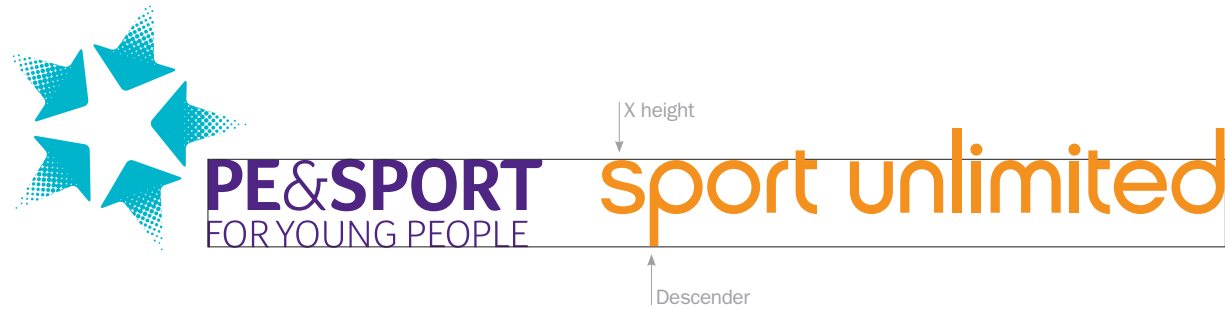 X height
PE&SPORT
FOR YOUNG PEOPLE
sport unlimited
Descender